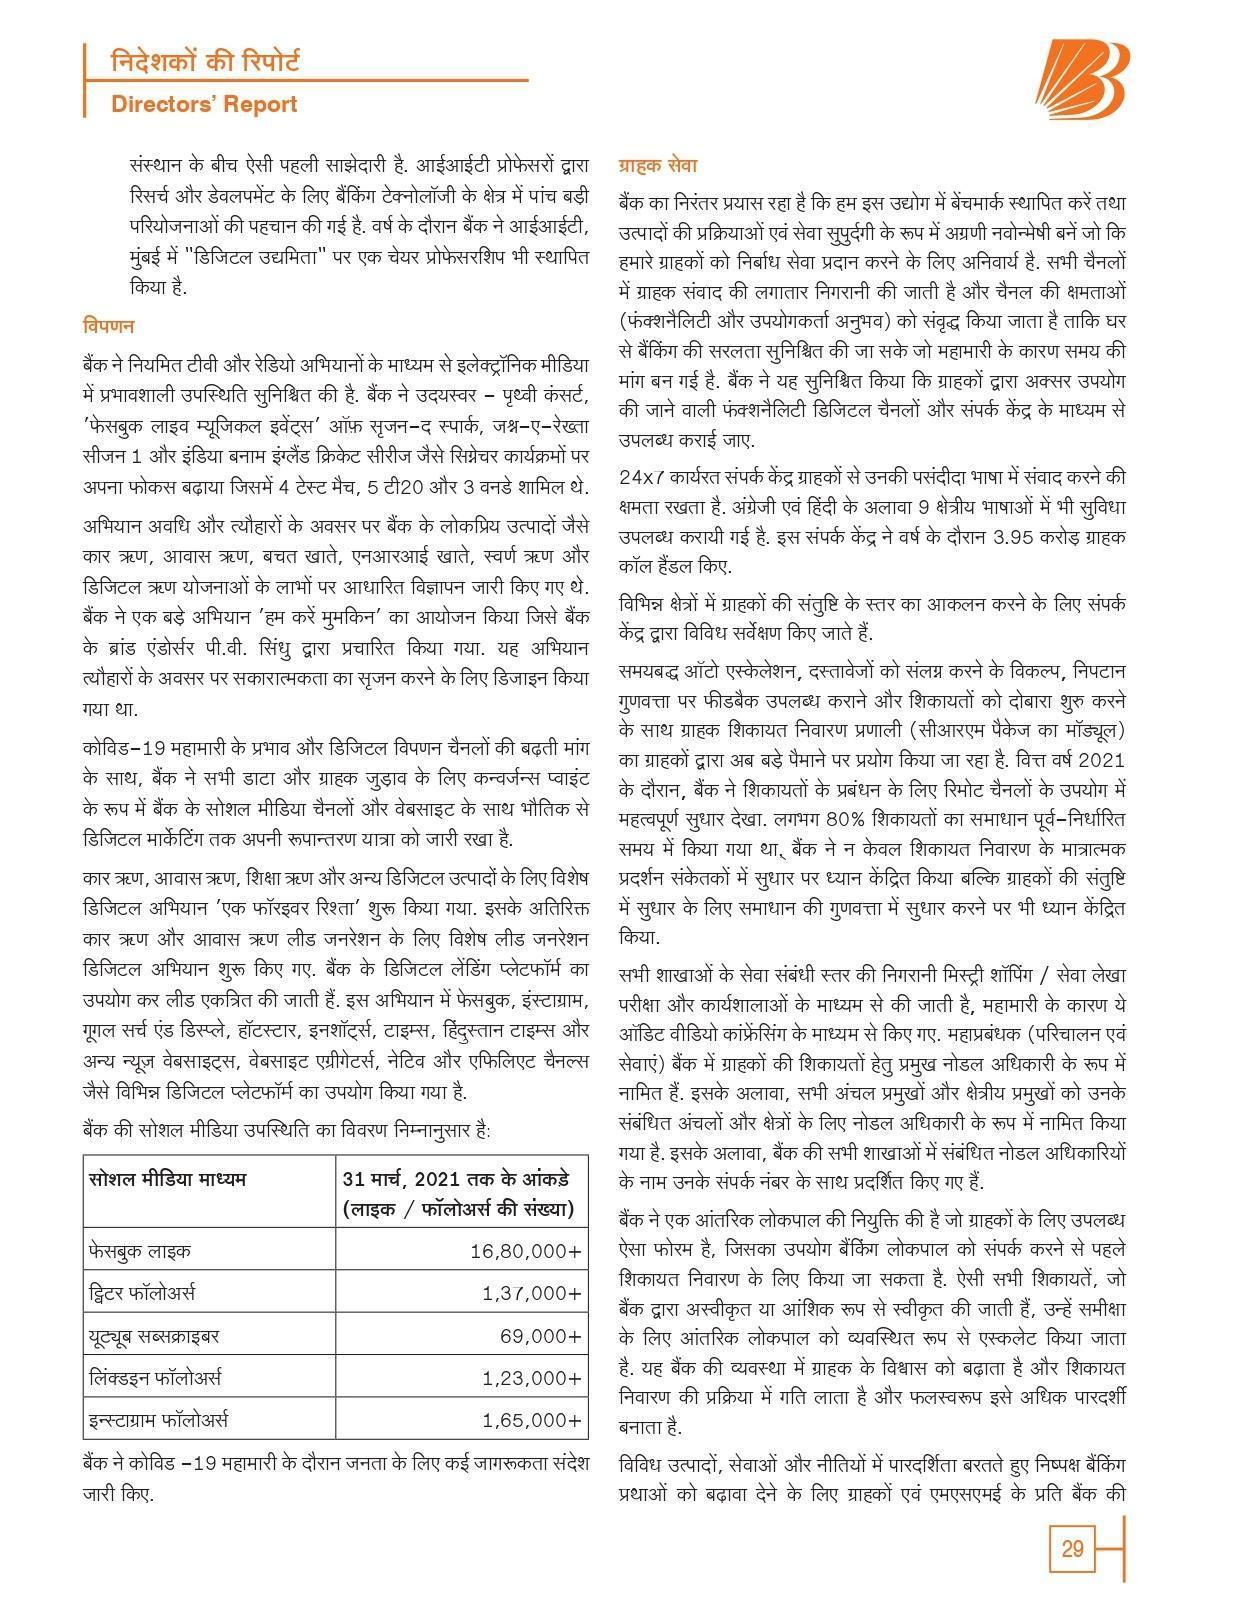 निदेशकों की रिपोर्ट
Directors' Report
संस्थान के बीच ऐसी पहली साझेदारी है. आईआईटी प्रोफेसरों द्वारा
रिसर्च और डेवलपमेंट के लिए बैंकिंग टेक्नोलॉजी के क्षेत्र में पांच बड़ी
परियोजनाओं की पहचान की गई है. वर्ष के दौरान बैंक ने आईआईटी,
मुंबई में "डिजिटल उद्यमिता" पर एक चेयर प्रोफेसरशिप भी स्थापित
किया है.
विपणन
बैंक ने नियमित टीवी और रेडियो अभियानों के माध्यम से इलेक्ट्रॉनिक मीडिया
में प्रभावशाली उपस्थिति सुनिश्चित की है. बैंक ने उदयस्वर – पृथ्वी कंसर्ट,
'फेसबुक लाइव म्यूजिकल इवेंट्स' ऑफ़ सृजन–द स्पार्क, जश्न–ए–रेख्ता
सीजन 1 और इंडिया बनाम इंग्लैंड क्रिकेट सीरीज जैसे सिग्नेचर कार्यक्रमों पर
अपना फोकस बढ़ाया जिसमें 4 टेस्ट मैच, 5 टी20 और 3 वनडे शामिल थे.
अभियान अवधि और त्यौहारों के अवसर पर बैंक के लोकप्रिय उत्पादों जैसे
कार ऋण, आवास ऋण, बचत खाते, एनआरआई खाते, स्वर्ण ऋण और
डिजिटल ऋण योजनाओं के लाभों पर आधारित विज्ञापन जारी किए गए थे.
बैंक ने एक बड़े अभियान 'हम करें मुमकिन' का आयोजन किया जिसे बैंक
के ब्रांड एंडोर्सर पी.वी. सिंधु द्वारा प्रचारित किया गया. यह अभियान
त्यौहारों के अवसर पर सकारात्मकता का सृजन करने के लिए डिजाइन किया
गया था.
कोविड–19 महामारी के प्रभाव और डिजिटल विपणन चैनलों की बढ़ती मांग
के साथ, बैंक ने सभी डाटा और ग्राहक जुड़ाव के लिए कन्वर्जन्स प्वाइंट
के रूप में बैंक के सोशल मीडिया चैनलों और वेबसाइट के साथ भौतिक से
डिजिटल मार्केटिंग तक अपनी रूपान्तरण यात्रा को जारी रखा है.
कार ऋण, आवास ऋण, शिक्षा ऋण और अन्य डिजिटल उत्पादों के लिए विशेष
डिजिटल अभियान 'एक फॉरइवर रिश्ता' शुरू किया गया. इसके अतिरिक्त
कार ऋण और आवास ऋण लीड जनरेशन के लिए विशेष लीड जनरेशन
डिजिटल अभियान शुरू किए गए. बैंक के डिजिटल लेंडिंग प्लेटफॉर्म का
उपयोग कर लीड एकत्रित की जाती हैं. इस अभियान में फेसबुक, इंस्टाग्राम,
गूगल सर्च एंड डिस्प्ले, हॉटस्टार, इनशॉर्ट्स, टाइम्स, हिंदुस्तान टाइम्स और
अन्य न्यूज़ वेबसाइट्स, वेबसाइट एग्रीगेटर्स, नेटिव और एफिलिएट चैनल्स
जैसे विभिन्न डिजिटल प्लेटफॉर्म का उपयोग किया गया है.
बैंक की सोशल मीडिया उपस्थिति का विवरण निम्नानुसार है:
सोशल मीडिया माध्यम
31 मार्च, 2021 तक के आंकड़े
(लाइक / फॉलोअर्स की संख्या)
फेसबुक लाइक 16,80,000+
ट्विटर फॉलोअर्स 1,37,000+
यूट्यूब सब्सक्राइबर 69,000+
लिंक्डइन फॉलोअर्स 1,23,000+
इन्स्टाग्राम फॉलोअर्स 1,65,000+
बैंक ने कोविड –19 महामारी के दौरान जनता के लिए कई जागरूकता संदेश
जारी किए.
ग्राहक सेवा
बैंक का निरंतर प्रयास रहा है कि हम इस उद्योग में बेंचमार्क स्थापित करें तथा
उत्पादों की प्रक्रियाओं एवं सेवा सुपुर्दगी के रूप में अग्रणी नवोन्मेषी बनें जो कि
हमारे ग्राहकों को निर्बाध सेवा प्रदान करने के लिए अनिवार्य है. सभी चैनलों
में ग्राहक संवाद की लगातार निगरानी की जाती है और चैनल की क्षमताओं
(फंक्शनैलिटी और उपयोगकर्ता अनुभव) को संवृद्ध किया जाता है ताकि घर
से बैंकिंग की सरलता सुनिश्चित की जा सके जो महामारी के कारण समय की
मांग बन गई है. बैंक ने यह सुनिश्चित किया कि ग्राहकों द्वारा अक्सर उपयोग
की जाने वाली फंक्शनैलिटी डिजिटल चैनलों और संपर्क केंद्र के माध्यम से
उपलब्ध कराई जाए.
24x7 कार्यरत संपर्क केंद्र ग्राहकों से उनकी पसंदीदा भाषा में संवाद करने की
क्षमता रखता है. अंग्रेजी एवं हिंदी के अलावा 9 क्षेत्रीय भाषाओं में भी सुविधा
उपलब्ध करायी गई है. इस संपर्क केंद्र ने वर्ष के दौरान 3.95 करोड़ ग्राहक
कॉल हैंडल किए.
विभिन्न क्षेत्रों में ग्राहकों की संतुष्टि के स्तर का आकलन करने के लिए संपर्क
केंद्र द्वारा विविध सर्वेक्षण किए जाते हैं.
समयबद्ध ऑटो एस्केलेशन, दस्तावेजों को संलग्न करने के विकल्प, निपटान
गुणवत्ता पर फीडबैक उपलब्ध कराने और शिकायतों को दोबारा शुरु करने
के साथ ग्राहक शिकायत निवारण प्रणाली (सीआरएम पैकेज का मॉड्यूल)
का ग्राहकों द्वारा अब बड़े पैमाने पर प्रयोग किया जा रहा है. वित्त वर्ष 2021
के दौरान, बैंक ने शिकायतों के प्रबंधन के लिए रिमोट चैनलों के उपयोग में
महत्वपूर्ण सुधार देखा. लगभग 80% शिकायतों का समाधान पूर्व–निर्धारित
समय में किया गया था. बैंक ने न केवल शिकायत निवारण के मात्रात्मक
प्रदर्शन संकेतकों में सुधार पर ध्यान केंद्रित किया बल्कि ग्राहकों की संतुष्टि
में सुधार के लिए समाधान की गुणवत्ता में सुधार करने पर भी ध्यान केंद्रित
किया.
सभी शाखाओं के सेवा संबंधी स्तर की निगरानी मिस्ट्री शॉपिंग / सेवा लेखा
परीक्षा और कार्यशालाओं के माध्यम से की जाती है, महामारी के कारण ये
ऑडिट वीडियो कांफ्रेंसिंग के माध्यम से किए गए. महाप्रबंधक (परिचालन एवं
सेवाएं) बैंक में ग्राहकों की शिकायतों हेतु प्रमुख नोडल अधिकारी के रूप में
नामित हैं. इसके अलावा, सभी अंचल प्रमुखों और क्षेत्रीय प्रमुखों को उनके
संबंधित अंचलों और क्षेत्रों के लिए नोडल अधिकारी के रूप में नामित किया
गया है. इसके अलावा, बैंक की सभी शाखाओं में संबंधित नोडल अधिकारियों
के नाम उनके संपर्क नंबर के साथ प्रदर्शित किए गए हैं.
बैंक ने एक आंतरिक लोकपाल की नियुक्ति की है जो ग्राहकों के लिए उपलब्ध
ऐसा फोरम है, जिसका उपयोग बैंकिंग लोकपाल को संपर्क करने से पहले
शिकायत निवारण के लिए किया जा सकता है. ऐसी सभी शिकायतें, जो
बैंक द्वारा अस्वीकृत या आंशिक रूप से स्वीकृत की जाती हैं, उन्हें समीक्षा
के लिए आंतरिक लोकपाल को व्यवस्थित रूप से एस्कलेट किया जाता
है. यह बैंक की व्यवस्था में ग्राहक के विश्वास को बढ़ाता है और शिकायत
निवारण की प्रक्रिया में गति लाता है और फलस्वरूप इसे अधिक पारदर्शी
बनाता है.
विविध उत्पादों, सेवाओं और नीतियों में पारदर्शिता बरतते हुए निष्पक्ष बैंकिंग
प्रथाओं को बढ़ावा देने के लिए ग्राहकों एवं एमएसएमई के प्रति बैंक की
29